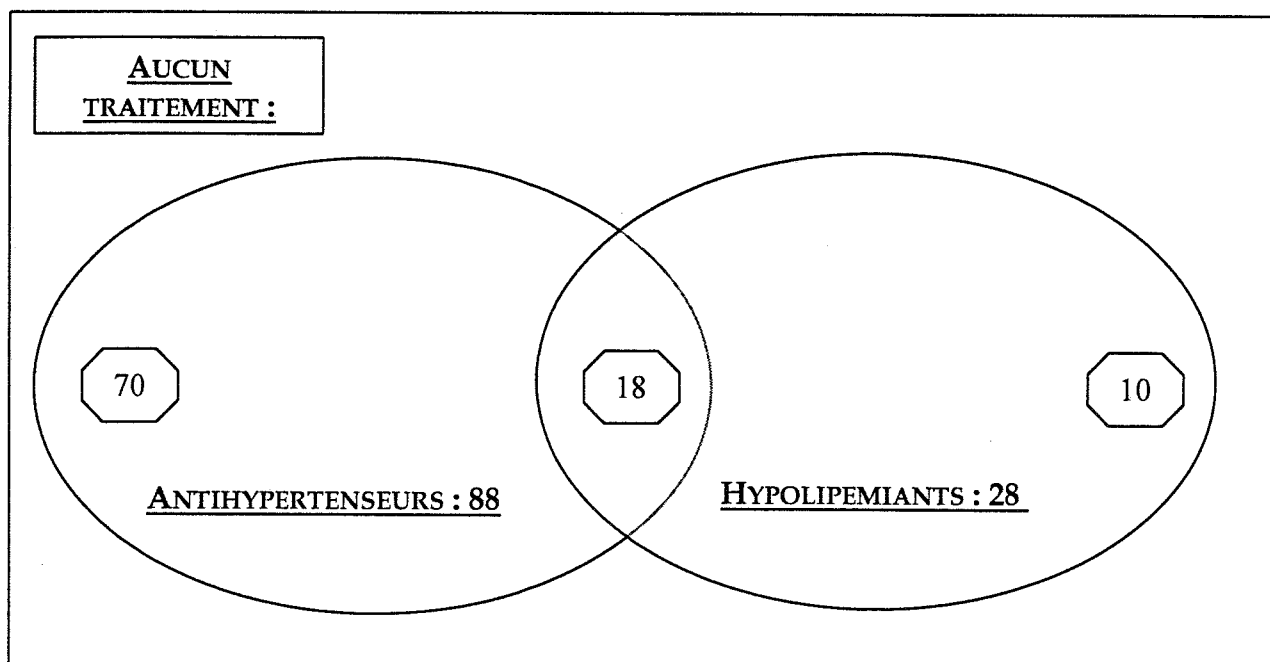 AUCUN
TRAITEMENT :
70
18
10
ANTIHYPERTENSEURS : 88
HYPOLIPEMIANTS : 28